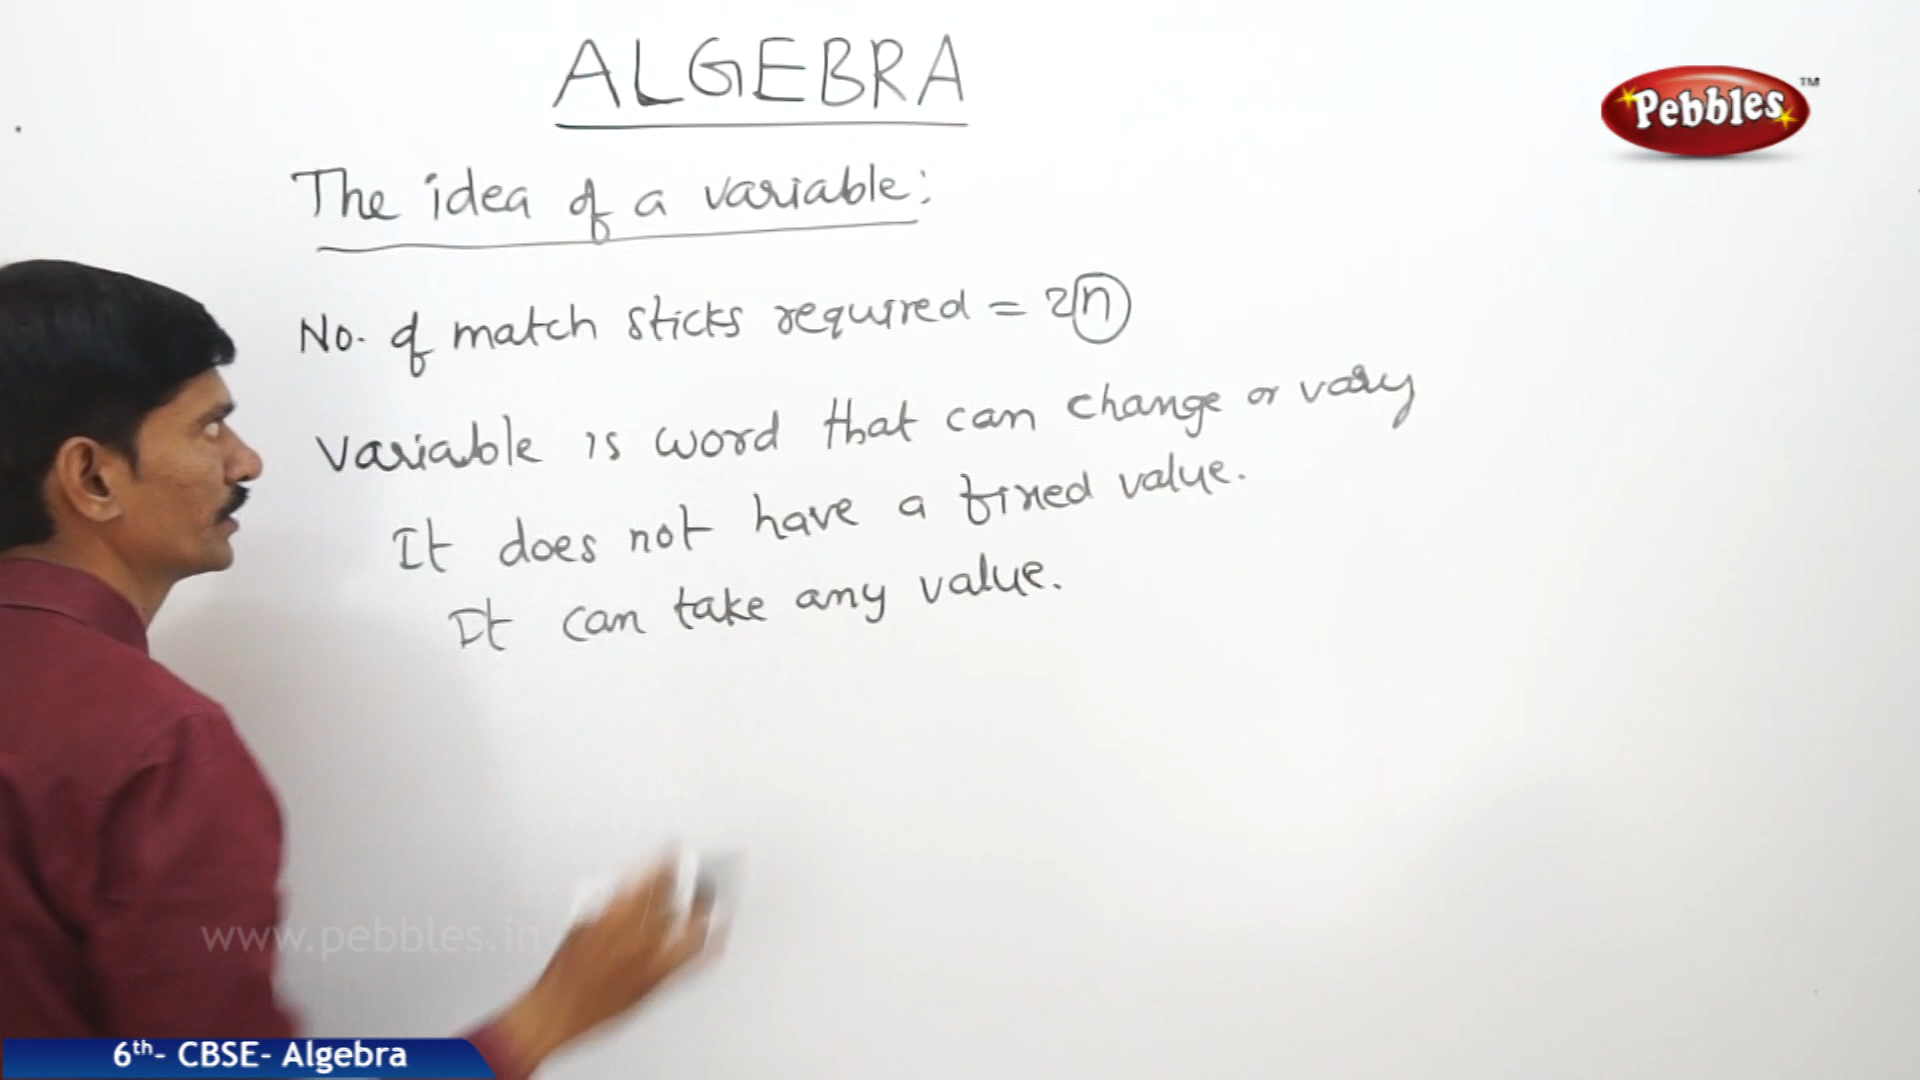 ALGEBRA
Pebbles™
The idea of a variable:
No. of match sticks required = 2n
Variable is word that can change or vary
It does not have a fixed value.
It can take any value.
www.pebbles.in
6th- CBSE- Algebra